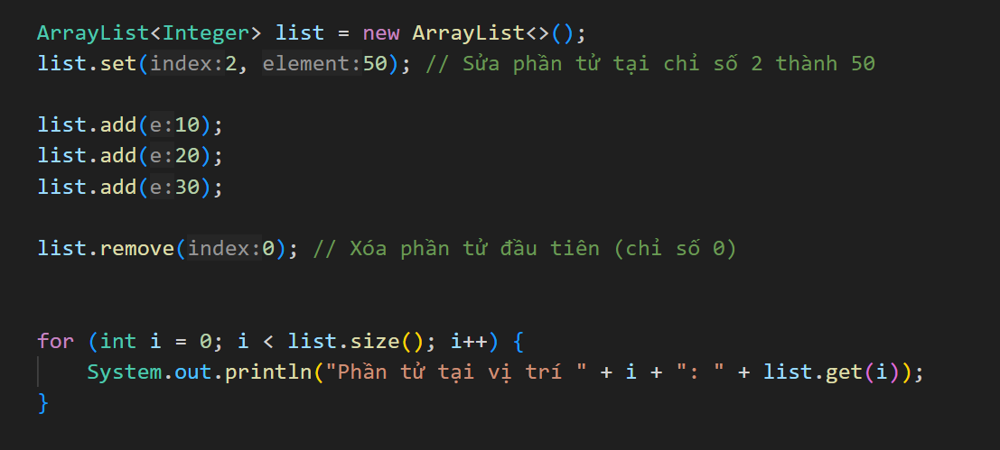 ArrayList<Integer> list = new ArrayList<>();
list.set(index:2, element:50); // Sửa phần tử tại chỉ số 2 thành 50
list.add(e:10);
list.add(e:20);
list.add(e:30);
list.remove(index:0); // Xóa phần tử đầu tiên (chỉ số 0)
for (int i = 0; i < list.size(); i++) {
System.out.println("Phần tử tại vị trí " + i + ": " + list.get(i));
}